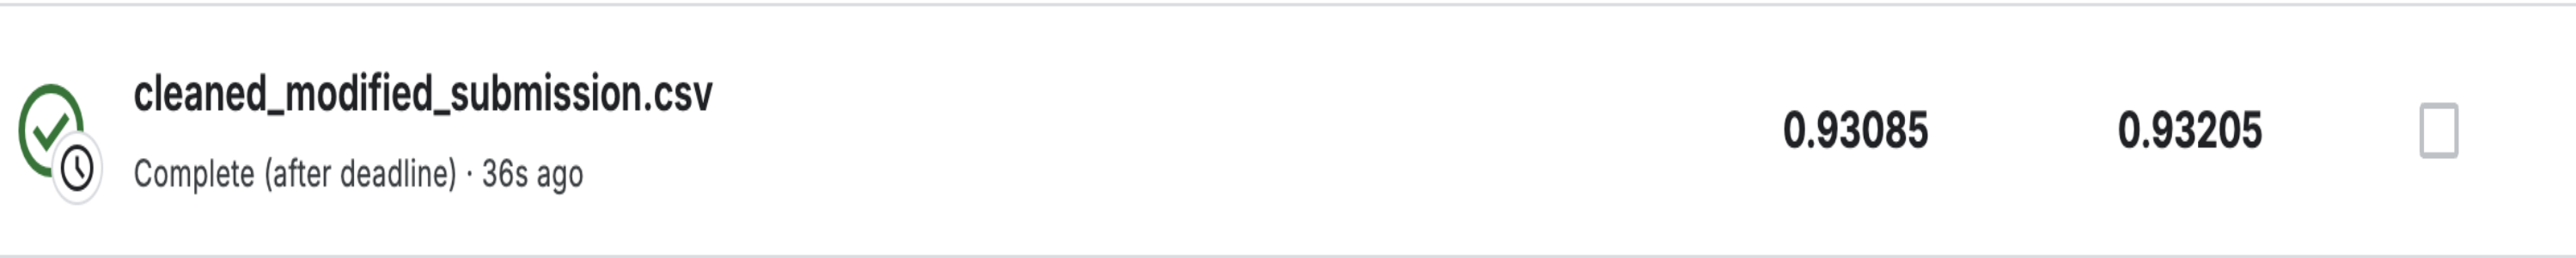 cleaned_modified_submission.csv
Complete (after deadline) · 36s ago
0.93085
0.93205